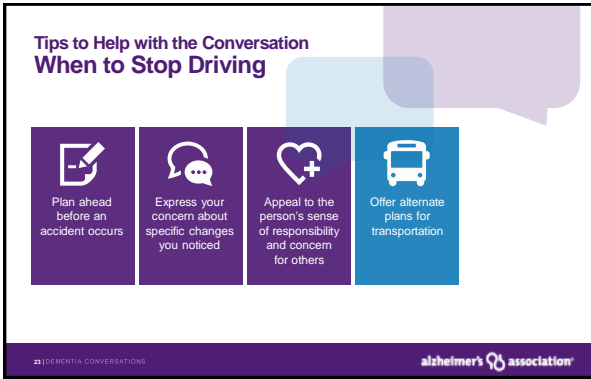 Tips to Help with the Conversation
When to Stop Driving
Plan ahead
before an
accident occurs
Express your
concern about
specific changes
you noticed
Appeal to the
person's sense
of responsibility
and concern
for others
Offer alternate
plans for
transportation
23 | DEMENTIA CONVERSATIONS
alzheimer's association®